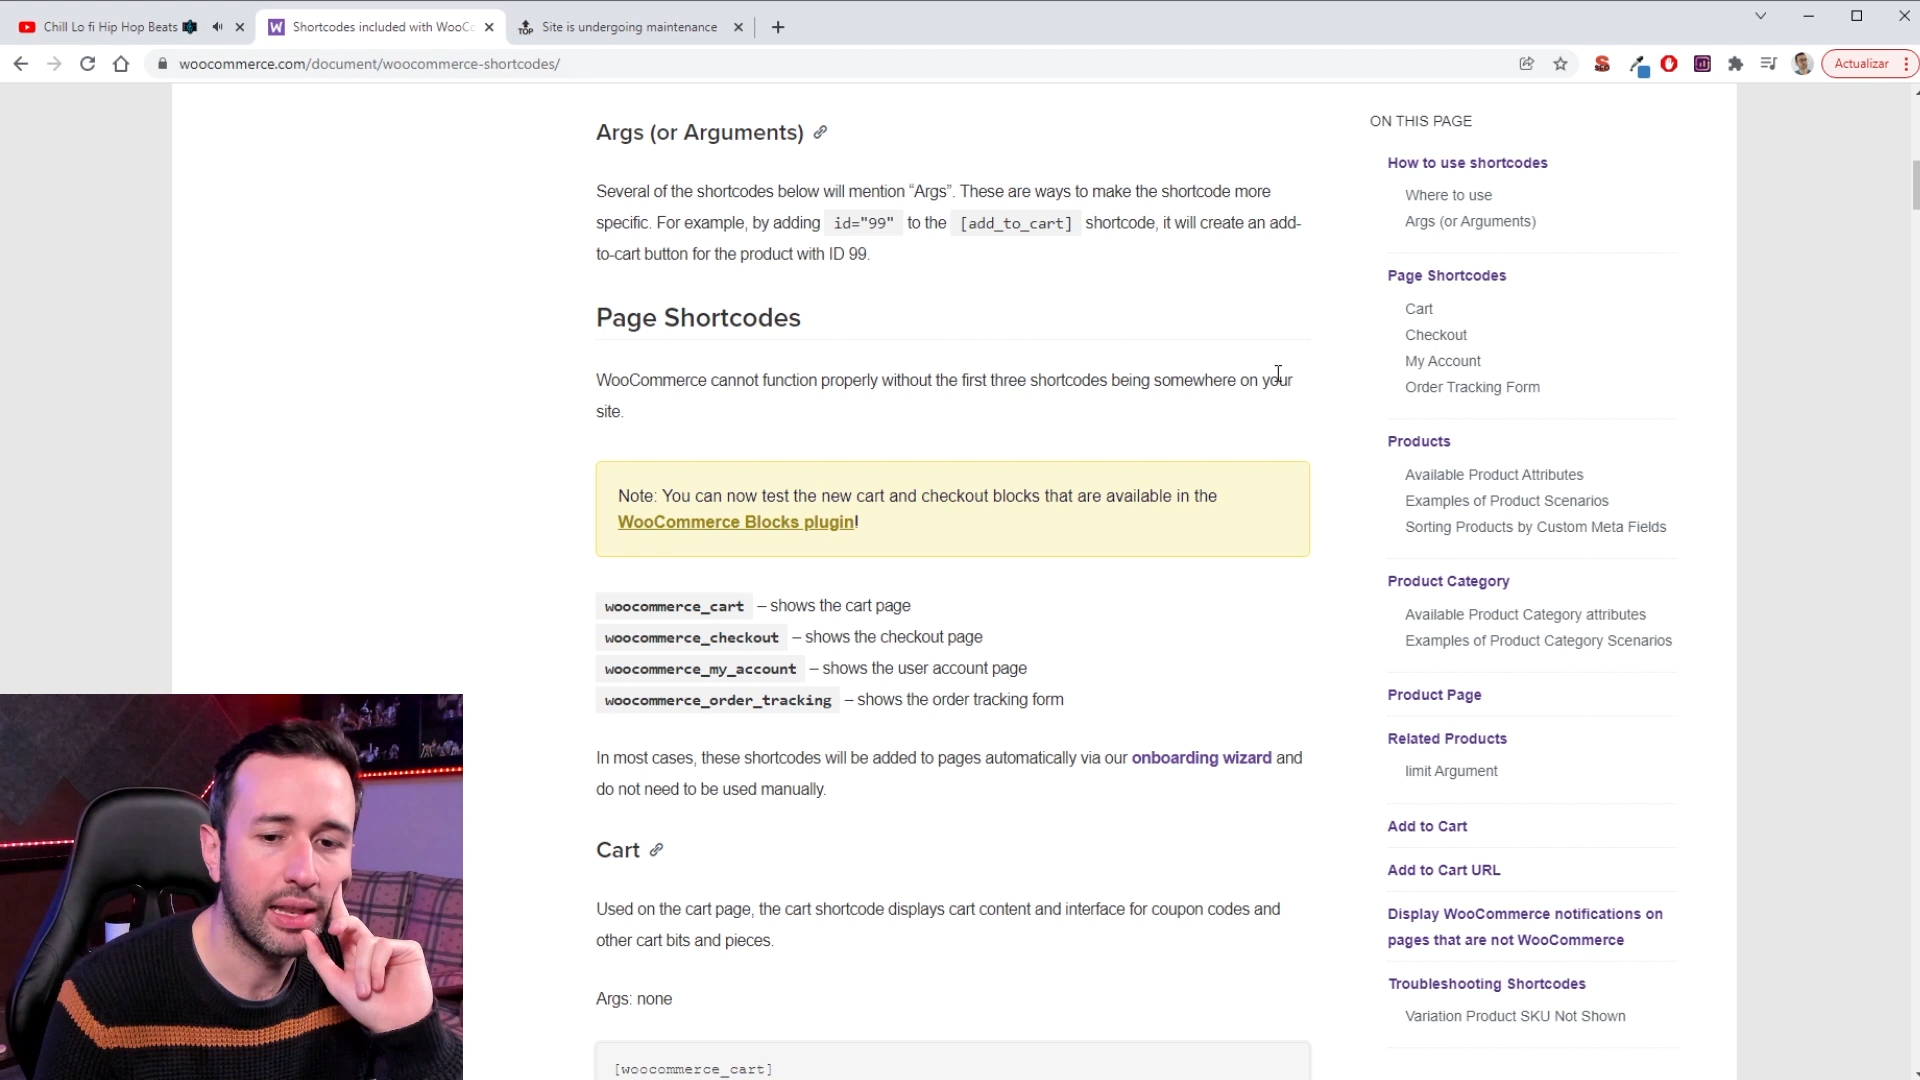 Chill Lo fi Hip Hop Beats
Shortcodes included with WooCo
Site is undergoing maintenance
woocommerce.com/document/woocommerce-shortcodes/
Actualizar
Args (or Arguments)
Several of the shortcodes below will mention “Args”. These are ways to make the shortcode more
specific. For example, by adding id="99" to the [add_to_cart] shortcode, it will create an add-
to-cart button for the product with ID 99.
Page Shortcodes
WooCommerce cannot function properly without the first three shortcodes being somewhere on your
site.
Note: You can now test the new cart and checkout blocks that are available in the
WooCommerce Blocks plugin!
woocommerce_cart – shows the cart page
woocommerce_checkout – shows the checkout page
woocommerce_my_account – shows the user account page
woocommerce_order_tracking – shows the order tracking form
In most cases, these shortcodes will be added to pages automatically via our onboarding wizard and
do not need to be used manually.
Cart
Used on the cart page, the cart shortcode displays cart content and interface for coupon codes and
other cart bits and pieces.
Args: none
[woocommerce_cart]
ON THIS PAGE
How to use shortcodes
Where to use
Args (or Arguments)
Page Shortcodes
Cart
Checkout
My Account
Order Tracking Form
Products
Available Product Attributes
Examples of Product Scenarios
Sorting Products by Custom Meta Fields
Product Category
Available Product Category attributes
Examples of Product Category Scenarios
Product Page
Related Products
limit Argument
Add to Cart
Add to Cart URL
Display WooCommerce notifications on
pages that are not WooCommerce
Troubleshooting Shortcodes
Variation Product SKU Not Shown